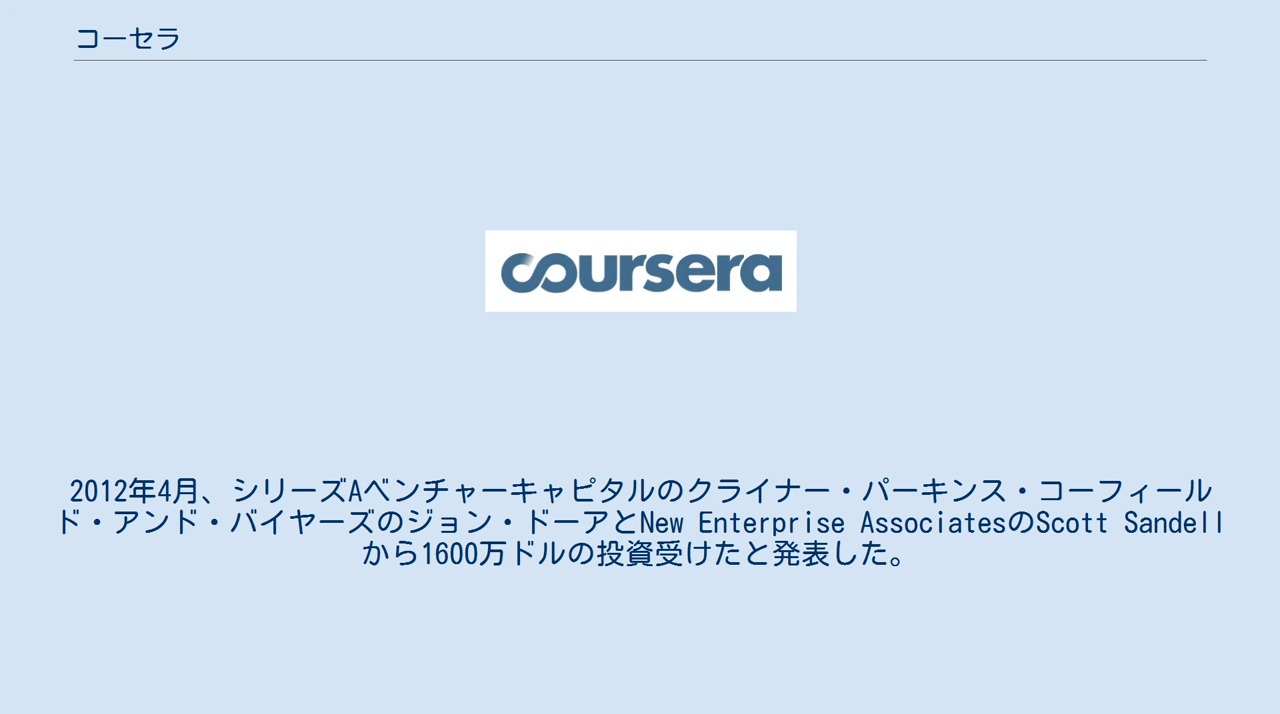 コーセラ
coursera
2012年4月、シリーズAベンチャーキャピタルのクライナー・パーキンス・コーフィール
ド・アンド・バイヤーズのジョン・ドーアとNew Enterprise AssociatesのScott Sandell
から1600万ドルの投資受けたと発表した。